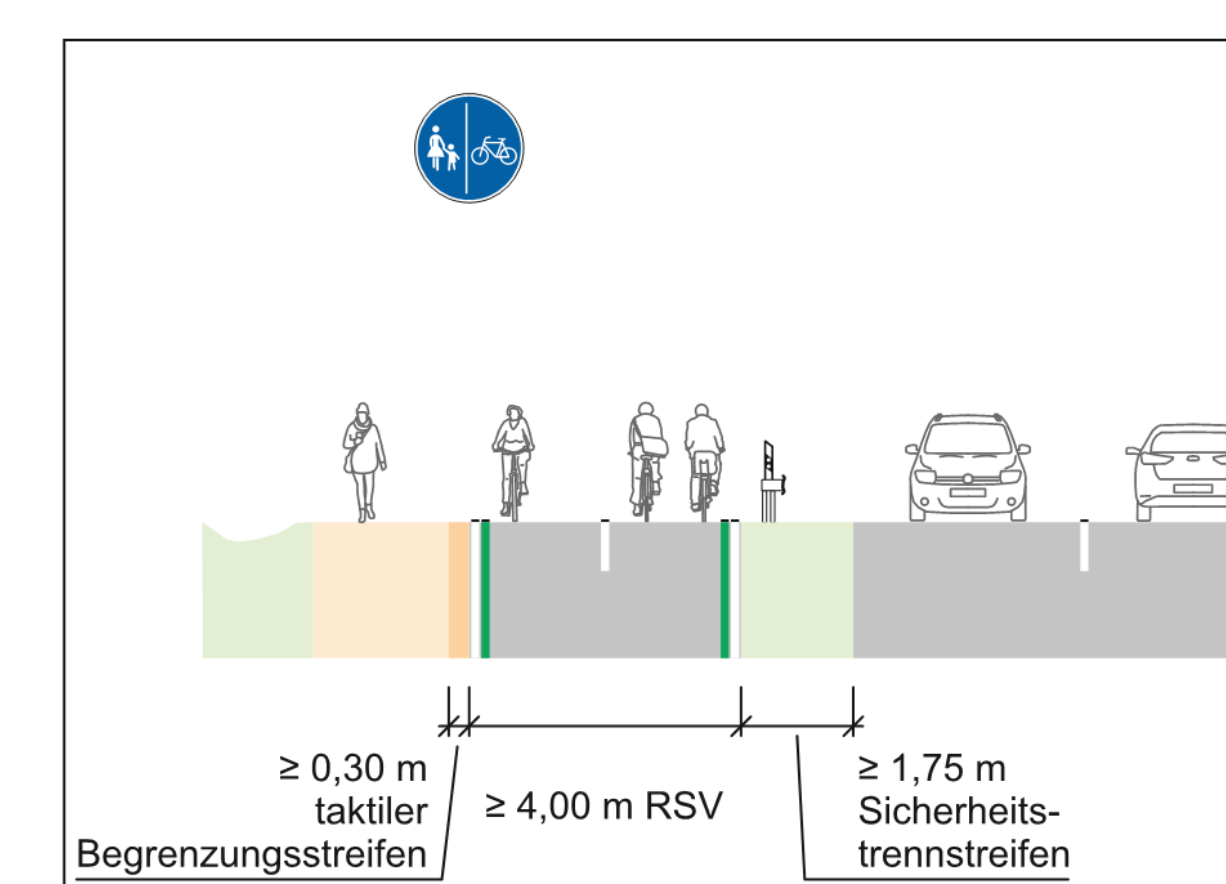 ≥ 0,30 m
taktiler
Begrenzungsstreifen
≥ 4,00 m RSV
≥ 1,75 m
Sicherheits-
trennstreifen